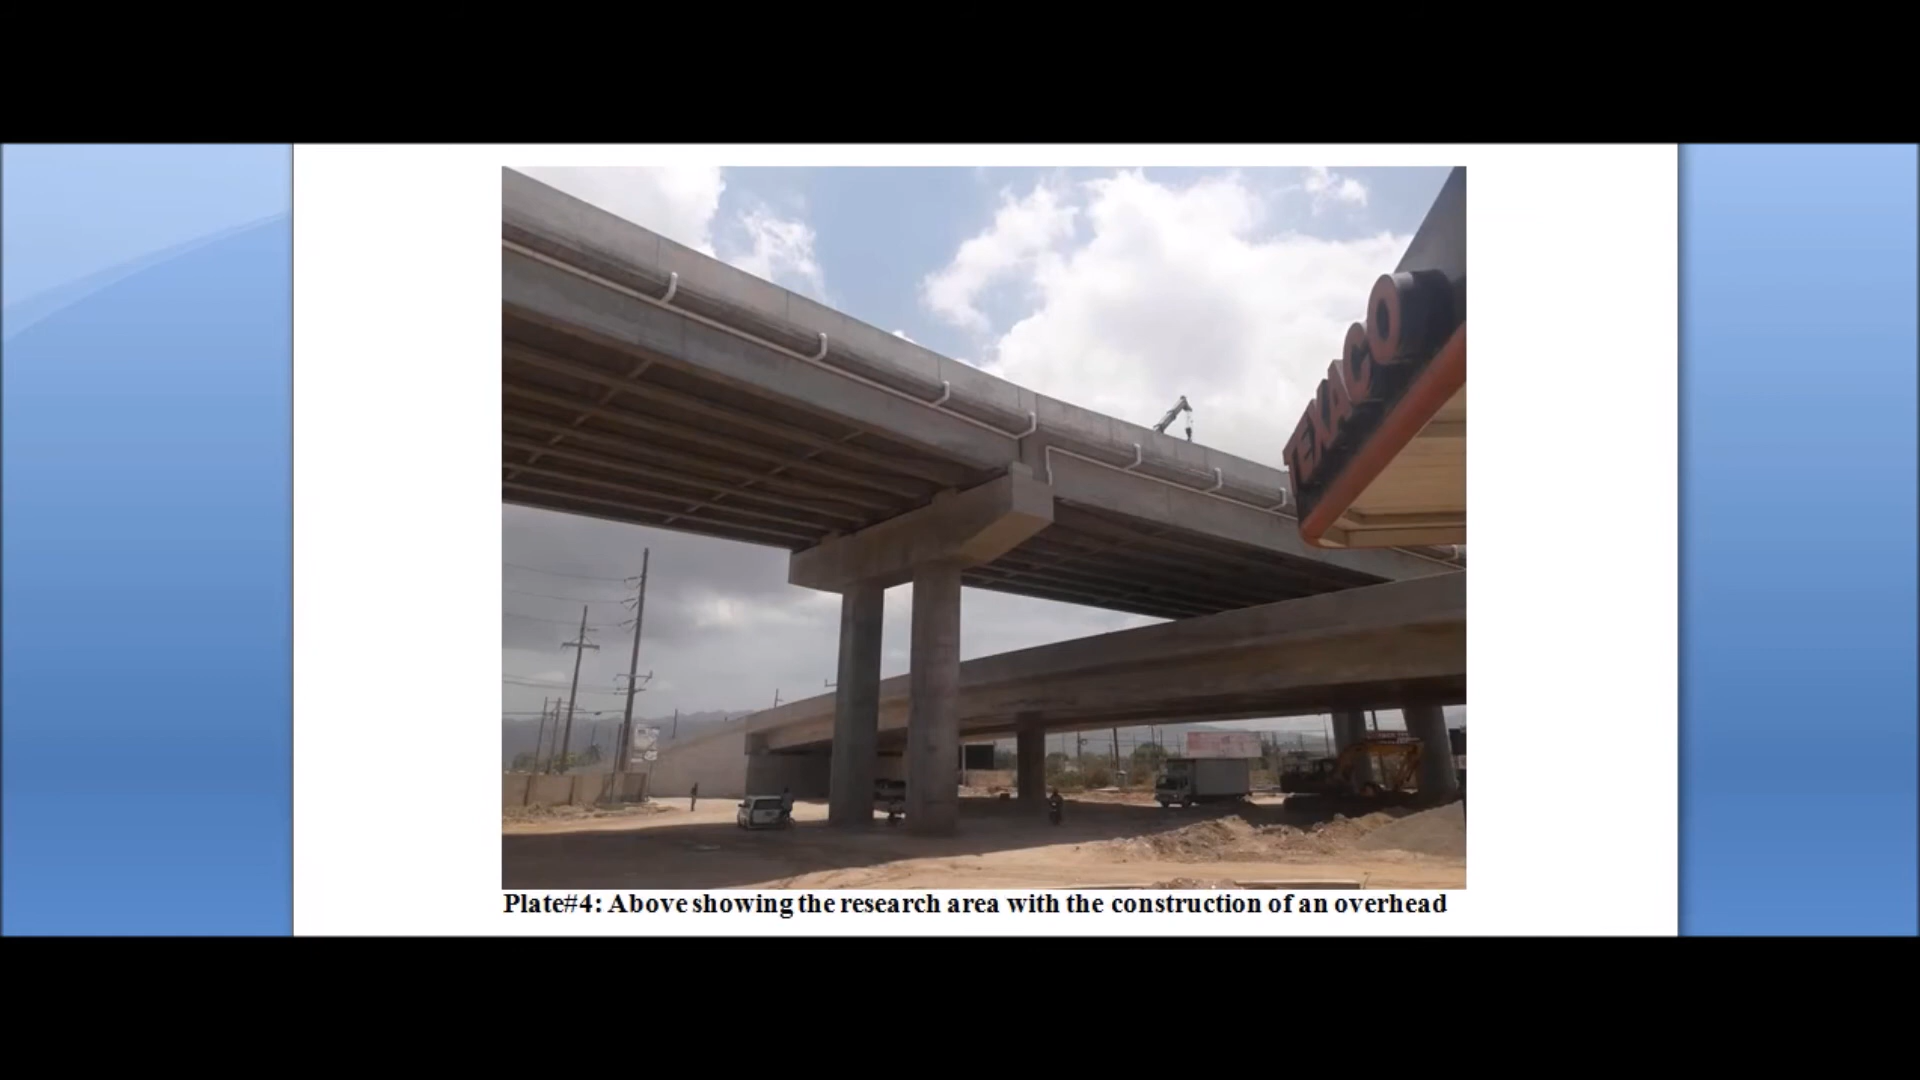 TEXACO
Plate#4: Above showing the research area with the construction of an overhead